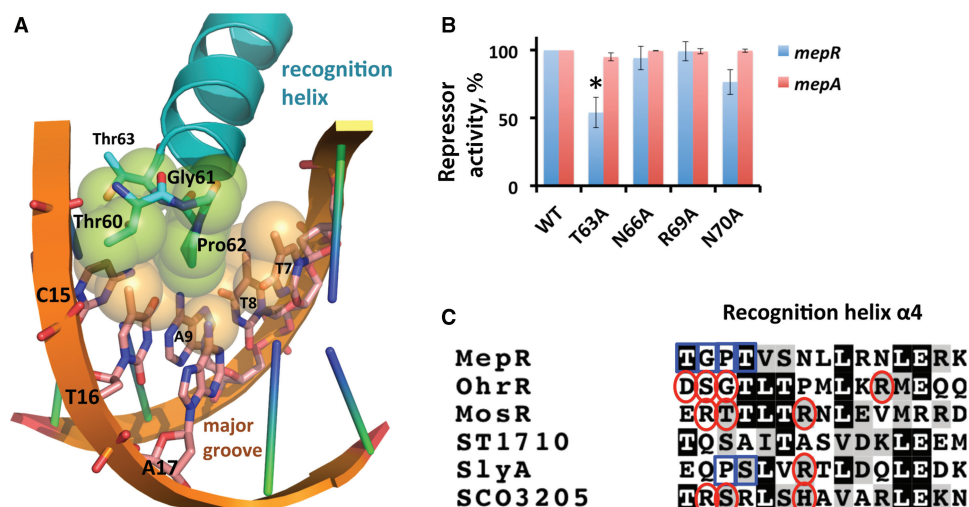 A
recognition
helix
Thr63
Gly61
Thr60
Pro62
T7
C15
T8
A9
T16
major
groove
A17
B
Repressor
activity, %
100
50
0
*
WT
T63A
N66A
R69A
N70A
mepR
mepA
C
Recognition helix α4
MepR TGPTVSNLLRNLERK
OhrR DSGTLTPMLKRMEQQ
MosR ERTTLTRNLEVMRRD
ST1710 TQSAITASVDKLEEM
SlyA EQPSLVRTLDQLEDK
SCO3205 TRSRLSHAVARLEKN